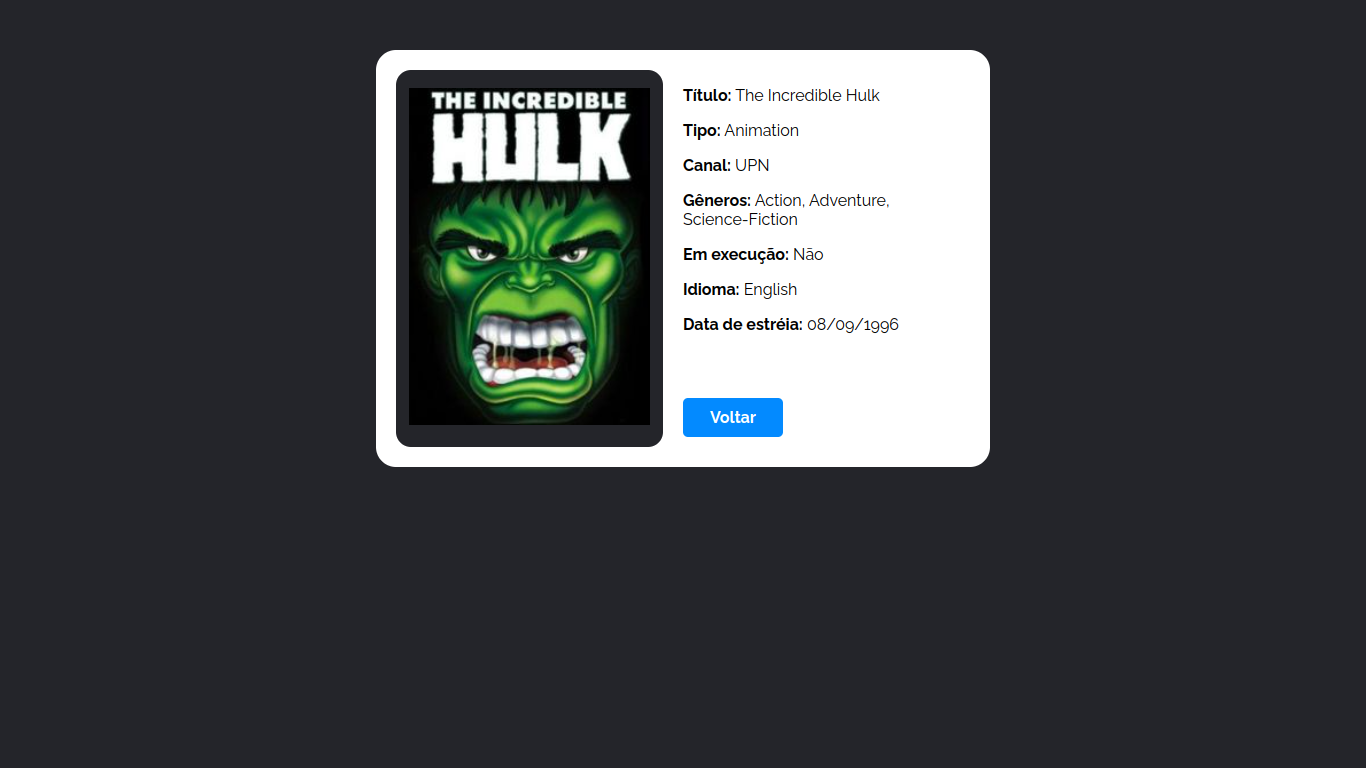 THE INCREDIBLE
HULK
Título: The Incredible Hulk
Tipo: Animation
Canal: UPN
Gêneros: Action, Adventure,
Science-Fiction
Em execução: Não
Idioma: English
Data de estréia: 08/09/1996
Voltar